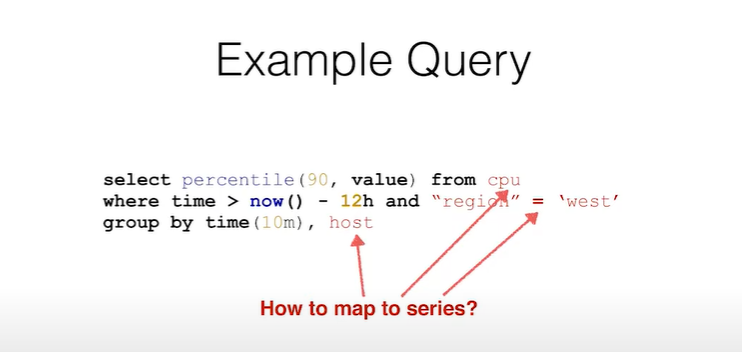 Example Query
select percentile(90, value) from cpu
where time > now() - 12h and “region” = ‘west’
group by time(10m), host
How to map to series?